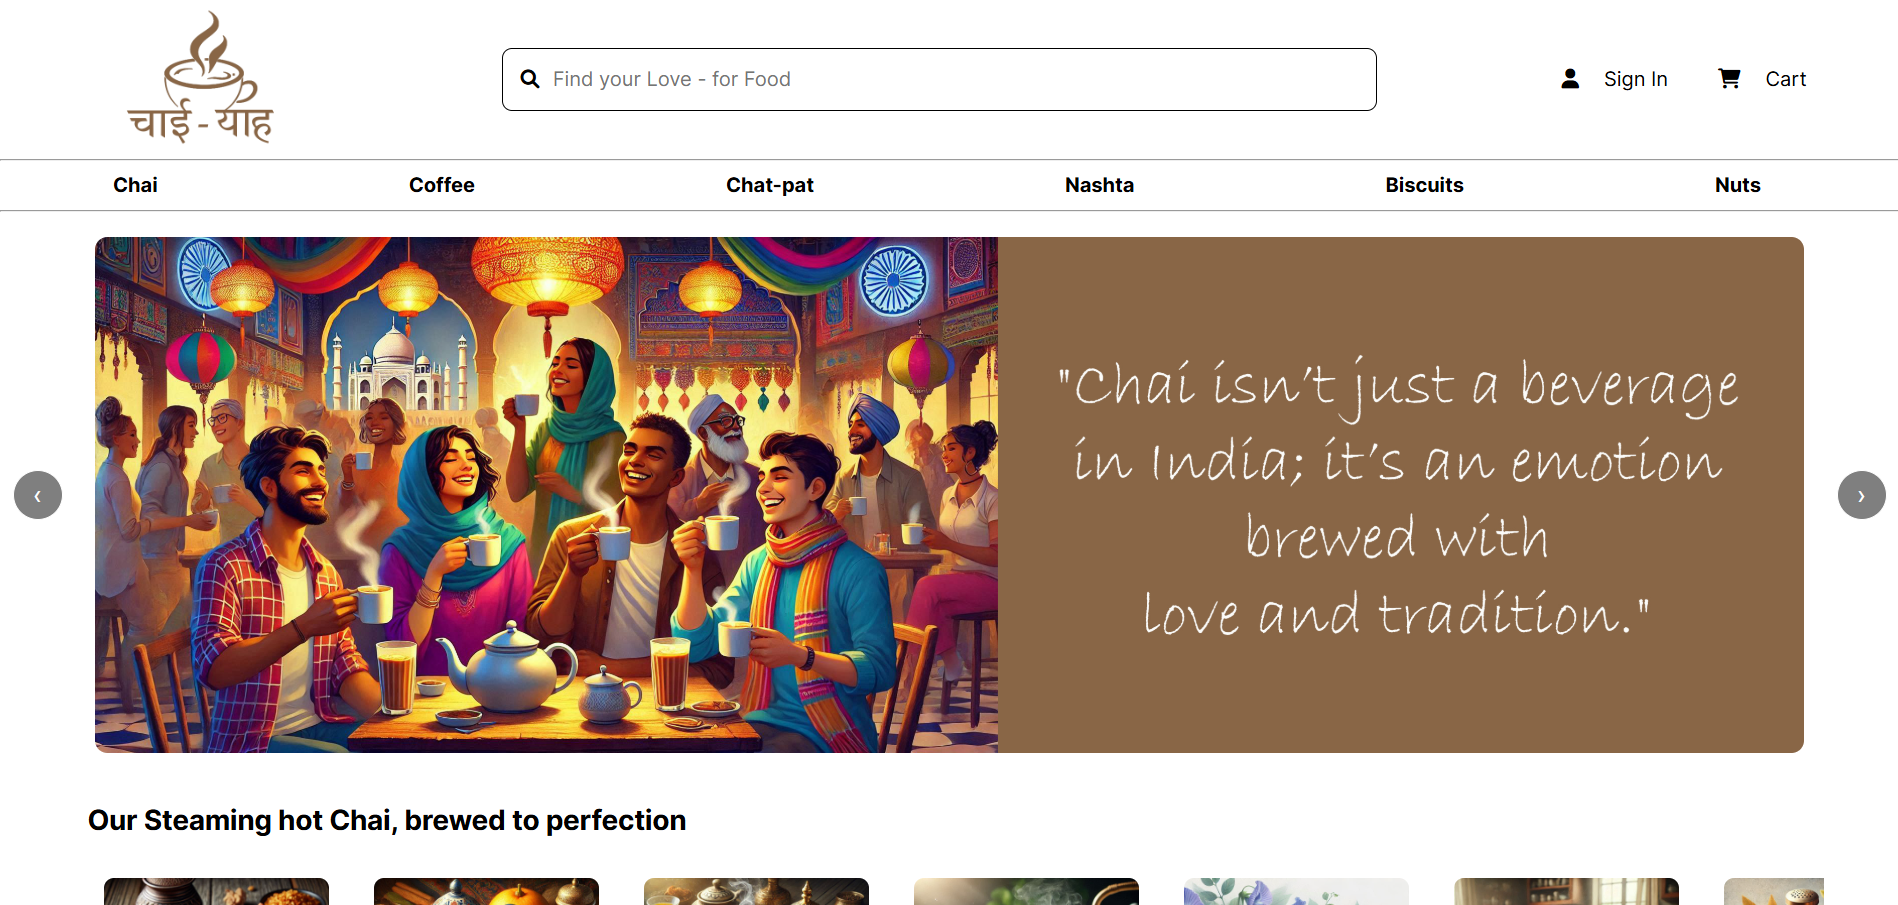 चाई - याह
Find your Love - for Food
Sign In
Cart
Chai
Coffee
Chat-pat
Nashta
Biscuits
Nuts
"Chai isn't just a beverage
in India; it's an emotion
brewed with
love and tradition."
Our Steaming hot Chai, brewed to perfection